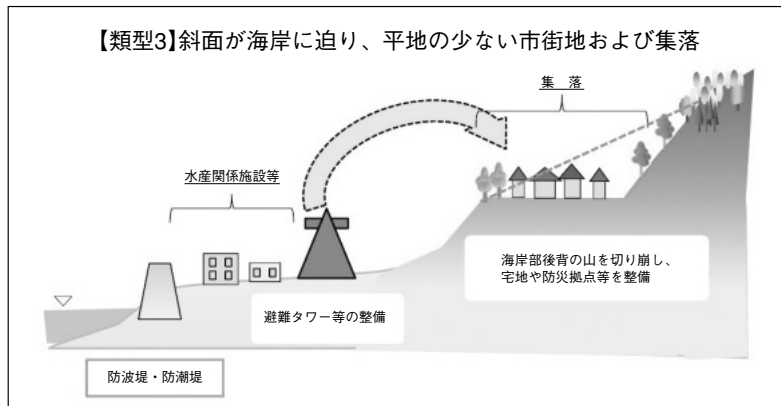 【類型3】斜面が海岸に迫り、平地の少ない市街地および集落
集 落
水産関係施設等
海岸部後背の山を切り崩し、
宅地や防災拠点等を整備
避難タワー等の整備
防波堤・防潮堤